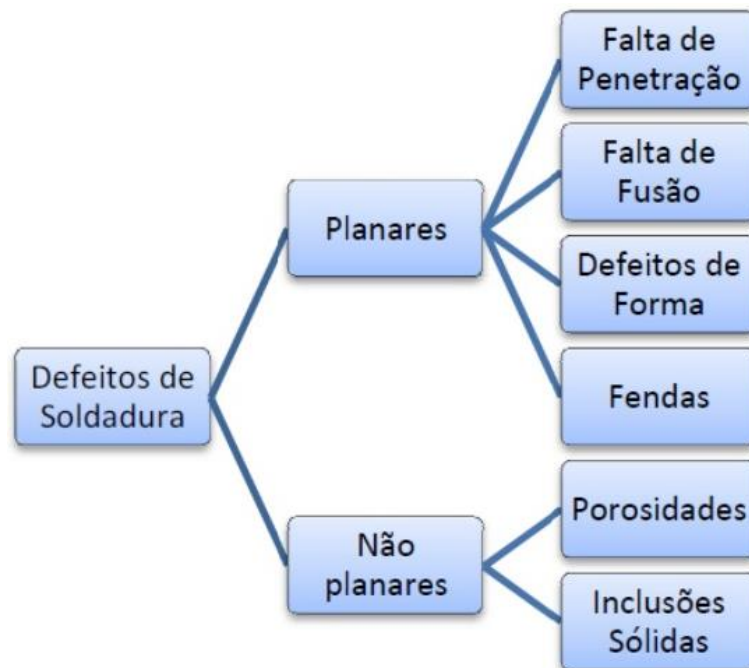 Defeitos de
Soldadura
Planares
Falta de
Penetração
Falta de
Fusão
Defeitos de
Forma
Fendas
Não
planares
Porosidades
Inclusões
Sólidas